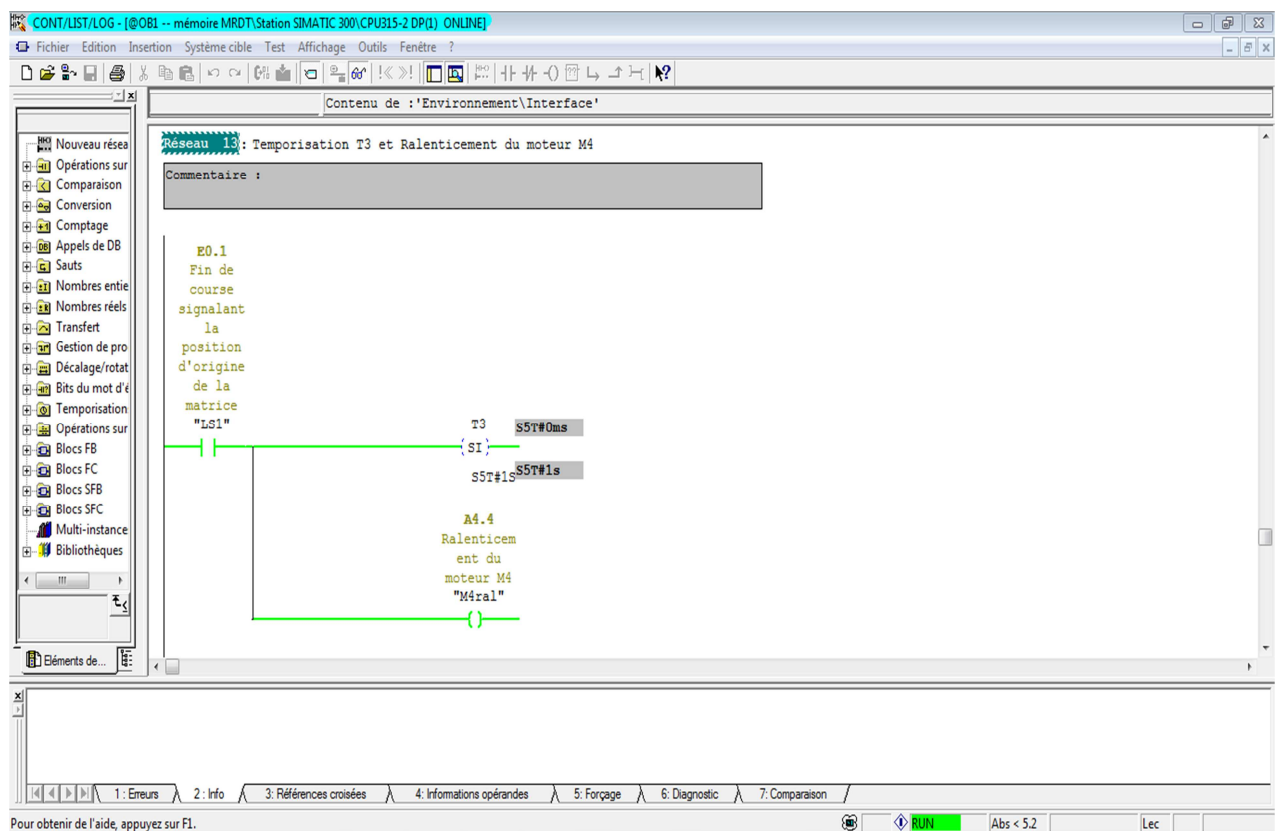 CONT/LIST/LOG - [@OB1 -- mémoire MRDT\Station SIMATIC 300\CPU315-2 DP(1) ONLINE]
Fichier Edition Insertion Système cible Test Affichage Outils Fenêtre ?
Contenu de :'Environnement\Interface'
Nouveau résea
Opérations sur
Comparaison
Conversion
Comptage
Appels de DB
Sauts
Nombres entie
Nombres réels
Transfert
Gestion de pro
Décalage/rotat
Bits du mot d'é
Temporisation
Opérations sur
Blocs FB
Blocs FC
Blocs SFB
Blocs SFC
Multi-instance
Bibliothèques
Eléments de...
Réseau 13: Temporisation T3 et Ralenticement du moteur M4
Commentaire :
E0.1
Fin de
course
signalant
la
position
d'origine
de la
matrice
"LS1"
T3 S5T#0ms
SI
S5T#1S S5T#1s
A4.4
Ralenticem
ent du
moteur M4
"M4ral"
1 : Erreurs 2 : Info 3: Références croisées 4: Informations opérandes 5: Forçage 6: Diagnostic 7: Comparaison
Pour obtenir de l'aide, appuyez sur F1. RUN Abs < 5.2 Lec